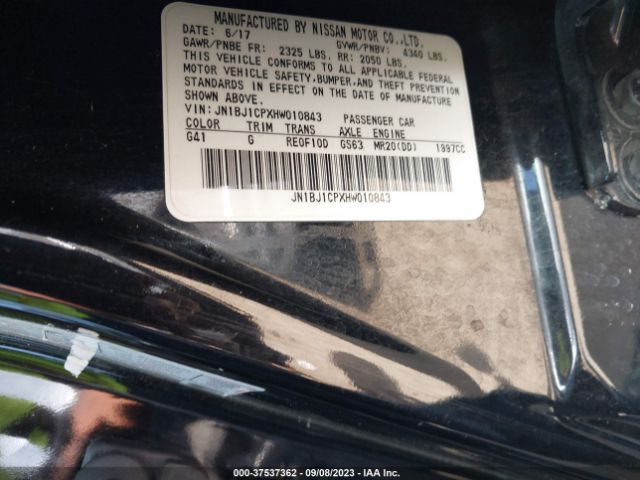 MANUFACTURED BY NISSAN MOTOR CO.,LTD.
DATE: 6/17 GVWR/PNBV: 4340 LBS.
GAWR/PNBE FR: 2325 LBS. RR: 2050 LBS.
THIS VEHICLE CONFORMS TO ALL APPLICABLE FEDERAL
MOTOR VEHICLE SAFETY,BUMPER,AND THEFT PREVENTION
STANDARDS IN EFFECT ON THE DATE OF MANUFACTURE
SHOWN ABOVE.
VIN: JN1BJ1CPXHW010843 PASSENGER CAR
COLOR TRIM TRANS AXLE ENGINE
G41 G RE0F10D GS63 MR20(DD) 1997CC
JN1BJ1CPXHW010843
000-37537362 - 09/08/2023 - IAA Inc.